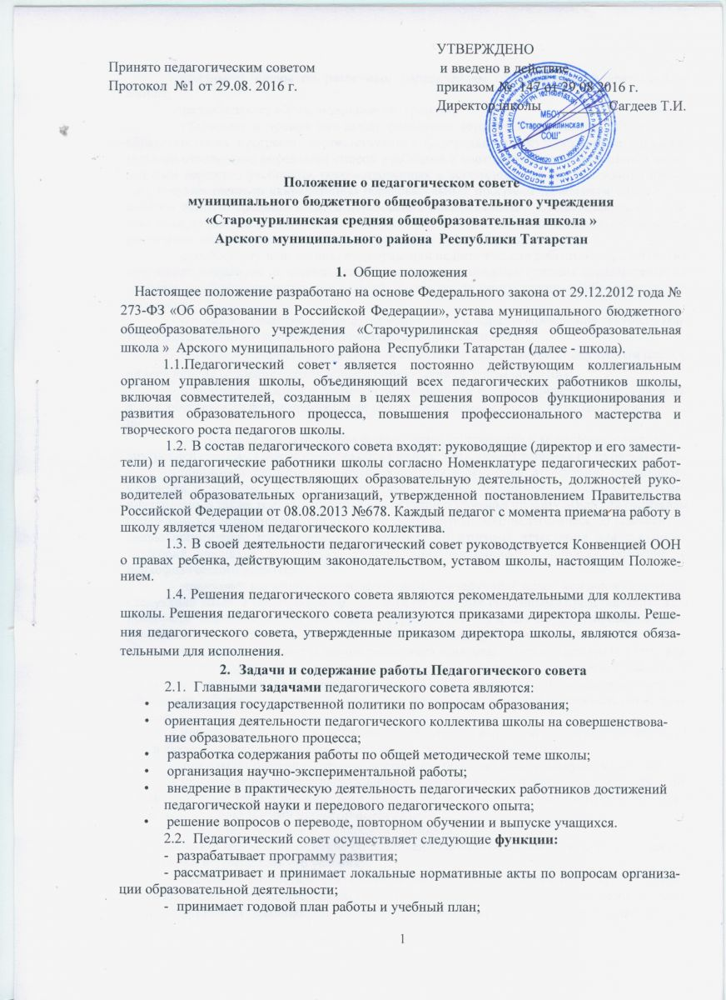 УТВЕРЖДЕНО
Принято педагогическим советом
и введено в действие
Протокол №1 от 29.08. 2016 г.
приказом № 147 от 29.08.2016 г.
Директор школы Сагдеев Т.И.
МБОУ
"Старочурилинская
СОШ"
Положение о педагогическом совете
муниципального бюджетного общеобразовательного учреждения
«Старочурилинская средняя общеобразовательная школа »
Арского муниципального района Республики Татарстан
1. Общие положения
Настоящее положение разработано на основе Федерального закона от 29.12.2012 года №
273-ФЗ «Об образовании в Российской Федерации», устава муниципального бюджетного
общеобразовательного учреждения «Старочурилинская средняя общеобразовательная
школа » Арского муниципального района Республики Татарстан (далее - школа).
1.1.Педагогический совет является постоянно действующим коллегиальным
органом управления школы, объединяющий всех педагогических работников школы,
включая совместителей, созданным в целях решения вопросов функционирования и
развития образовательного процесса, повышения профессионального мастерства и
творческого роста педагогов школы.
1.2. В состав педагогического совета входят: руководящие (директор и его замести-
тели) и педагогические работники школы согласно Номенклатуре педагогических работ-
ников организаций, осуществляющих образовательную деятельность, должностей руко-
водителей образовательных организаций, утвержденной постановлением Правительства
Российской Федерации от 08.08.2013 №678. Каждый педагог с момента приема на работу в
школу является членом педагогического коллектива.
1.3. В своей деятельности педагогический совет руководствуется Конвенцией ООН
о правах ребенка, действующим законодательством, уставом школы, настоящим Положе-
нием.
1.4. Решения педагогического совета являются рекомендательными для коллектива
школы. Решения педагогического совета реализуются приказами директора школы. Реше-
ния педагогического совета, утвержденные приказом директора школы, являются обяза-
тельными для исполнения.
2. Задачи и содержание работы Педагогического совета
2.1. Главными задачами педагогического совета являются:
• реализация государственной политики по вопросам образования;
• ориентация деятельности педагогического коллектива школы на совершенствова-
ние образовательного процесса;
• разработка содержания работы по общей методической теме школы;
• организация научно-экспериментальной работы;
• внедрение в практическую деятельность педагогических работников достижений
педагогической науки и передового педагогического опыта;
• решение вопросов о переводе, повторном обучении и выпуске учащихся.
2.2. Педагогический совет осуществляет следующие функции:
- разрабатывает программу развития;
- рассматривает и принимает локальные нормативные акты по вопросам организа-
ции образовательной деятельности;
- принимает годовой план работы и учебный план;
1